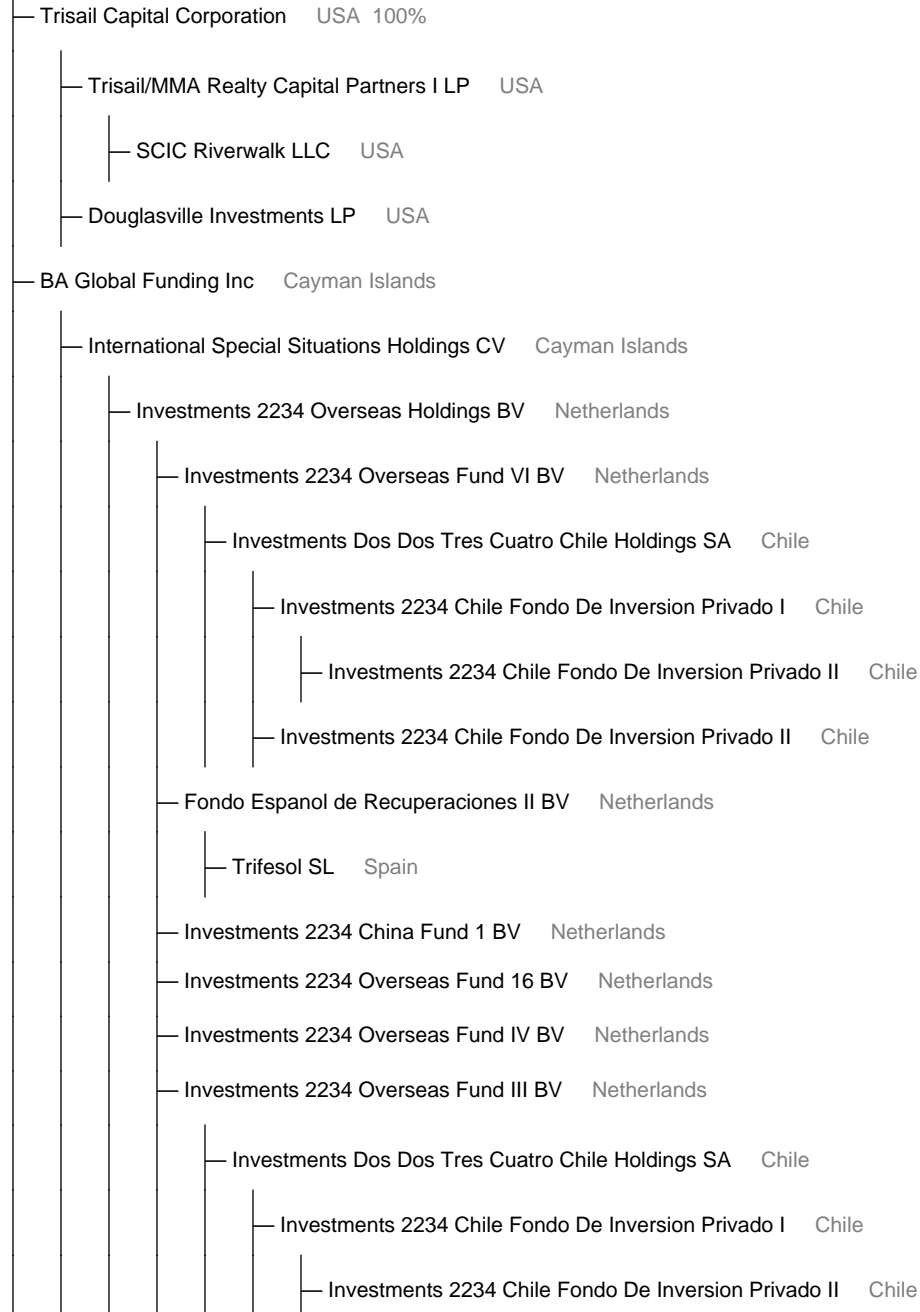 Trisail Capital Corporation USA 100%
Trisail/MMA Realty Capital Partners I LP USA
SCIC Riverwalk LLC USA
Douglasville Investments LP USA
BA Global Funding Inc Cayman Islands
International Special Situations Holdings CV Cayman Islands
Investments 2234 Overseas Holdings BV Netherlands
Investments 2234 Overseas Fund VI BV Netherlands
Investments Dos Dos Tres Cuatro Chile Holdings SA Chile
Investments 2234 Chile Fondo De Inversion Privado I Chile
Investments 2234 Chile Fondo De Inversion Privado II Chile
Investments 2234 Chile Fondo De Inversion Privado II Chile
Fondo Espanol de Recuperaciones II BV Netherlands
Trifesol SL Spain
Investments 2234 China Fund 1 BV Netherlands
Investments 2234 Overseas Fund 16 BV Netherlands
Investments 2234 Overseas Fund IV BV Netherlands
Investments 2234 Overseas Fund III BV Netherlands
Investments Dos Dos Tres Cuatro Chile Holdings SA Chile
Investments 2234 Chile Fondo De Inversion Privado I Chile
Investments 2234 Chile Fondo De Inversion Privado II Chile